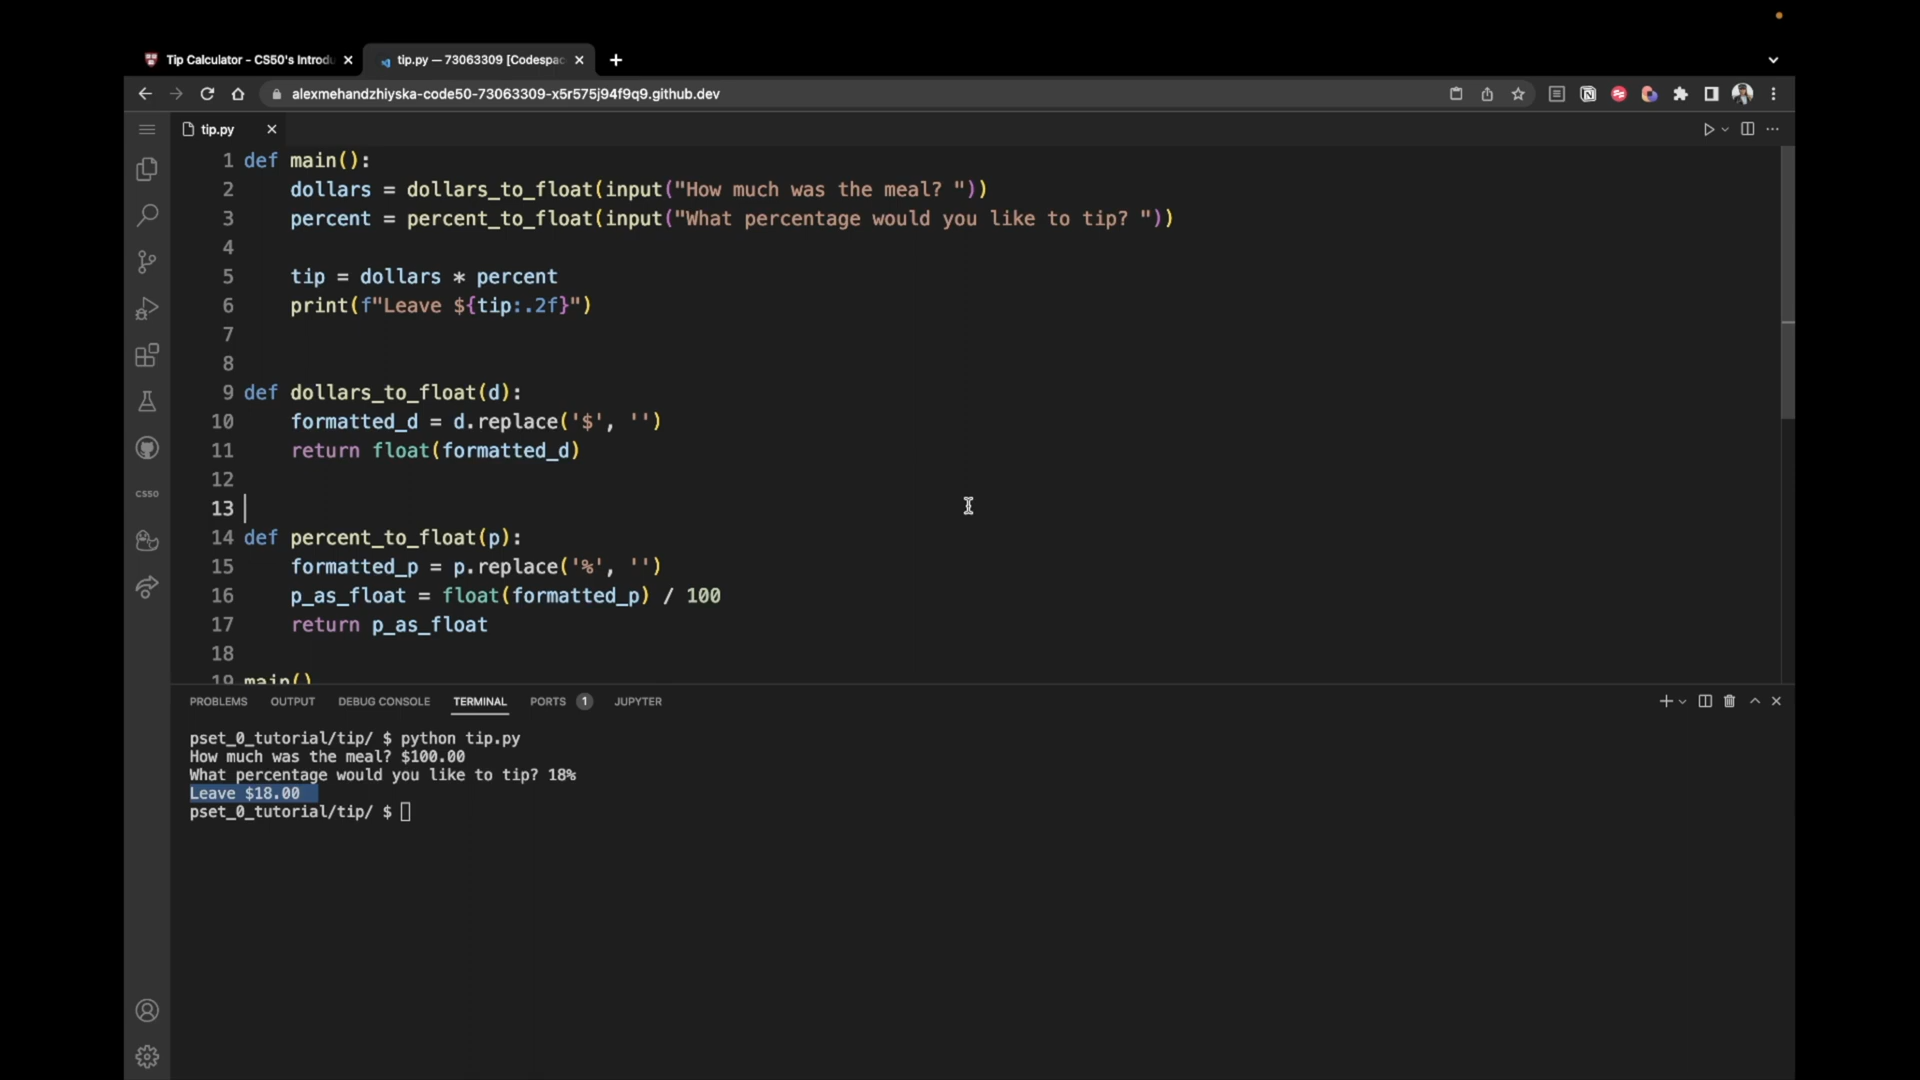 Tip Calculator - CS50's Introdu
tip.py — 73063309 [Codespac
alexmehandzhiyska-code50-73063309-x5r575j94f9q9.github.dev
tip.py
1 def main():
2 dollars = dollars_to_float(input("How much was the meal? "))
3 percent = percent_to_float(input("What percentage would you like to tip? "))
4
5 tip = dollars * percent
6 print(f"Leave ${tip:.2f}")
7
8
9 def dollars_to_float(d):
10 formatted_d = d.replace('$', '')
11 return float(formatted_d)
12
13
14 def percent_to_float(p):
15 formatted_p = p.replace('%', '')
16 p_as_float = float(formatted_p) / 100
17 return p_as_float
18
19 main()
CS50
PROBLEMS OUTPUT DEBUG CONSOLE TERMINAL PORTS 1 JUPYTER
pset_0_tutorial/tip/ $ python tip.py
How much was the meal? $100.00
What percentage would you like to tip? 18%
Leave $18.00
pset_0_tutorial/tip/ $